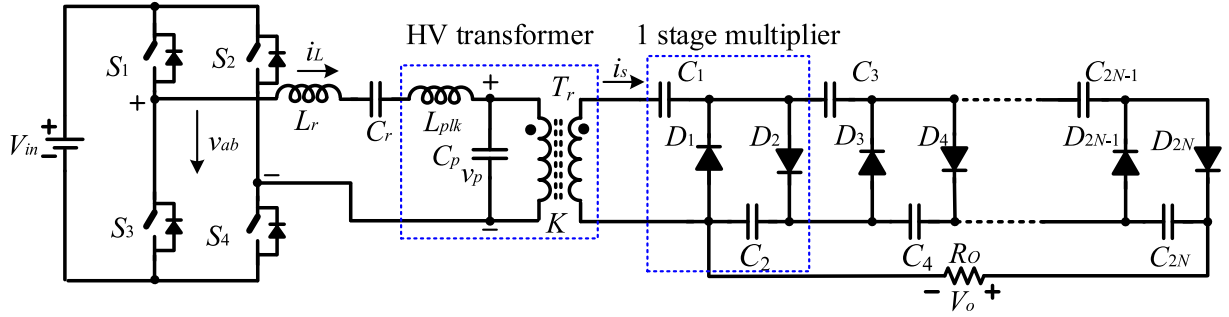 HV transformer
1 stage multiplier
S1
S2
iL
is
C1
C3
C2N-1
+
+
Tr
Vin
+
−
vab
Lr
Cr
Lplk
D1
D2
D3
D4
D2N-1
D2N
Cp
vp
−
−
S3
S4
K
C2
C4
C2N
RO
− Vo +